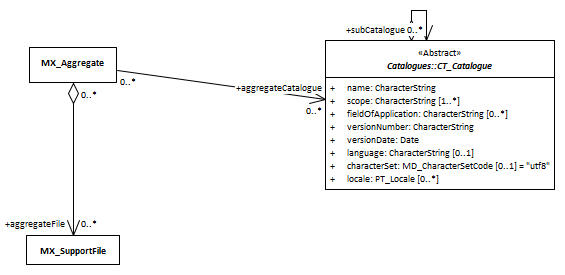 +subCatalogue 0..*
«Abstract»
Catalogues::CT_Catalogue
MX_Aggregate
0..*
0..*
+aggregateCatalogue
0..*
+ name: CharacterString
+ scope: CharacterString [1..*]
+ fieldOfApplication: CharacterString [0..*]
+ versionNumber: CharacterString
+ versionDate: Date
+ language: CharacterString [0..1]
+ characterSet: MD_CharacterSetCode [0..1] = "utf8"
+ locale: PT_Locale [0..*]
+aggregateFile 0..*
MX_SupportFile